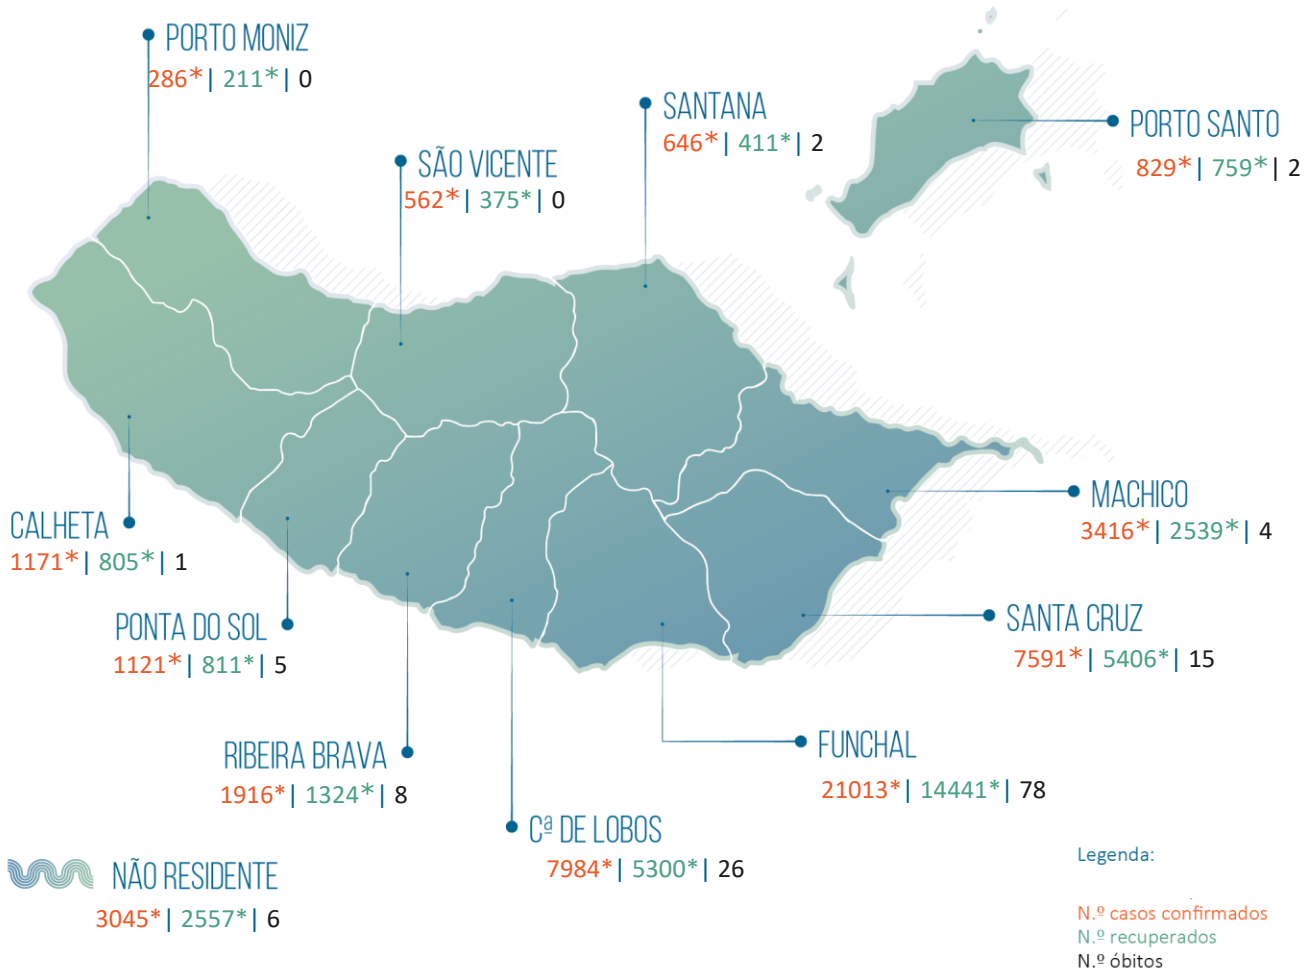 PORTO MONIZ
286*| 211*| 0
SANTANA
646*| 411*| 2
PORTO SANTO
829*| 759*| 2
SÃO VICENTE
562*| 375*| 0
MACHICO
3416*| 2539*| 4
CALHETA
1171*| 805*| 1
SANTA CRUZ
7591*| 5406*| 15
PONTA DO SOL
1121*| 811*| 5
FUNCHAL
21013*| 14441*| 78
RIBEIRA BRAVA
1916*| 1324*| 8
Cª DE LOBOS
7984*| 5300*| 26
NÃO RESIDENTE
3045*| 2557*| 6
Legenda:
N.º casos confirmados
N.º recuperados
N.º óbitos